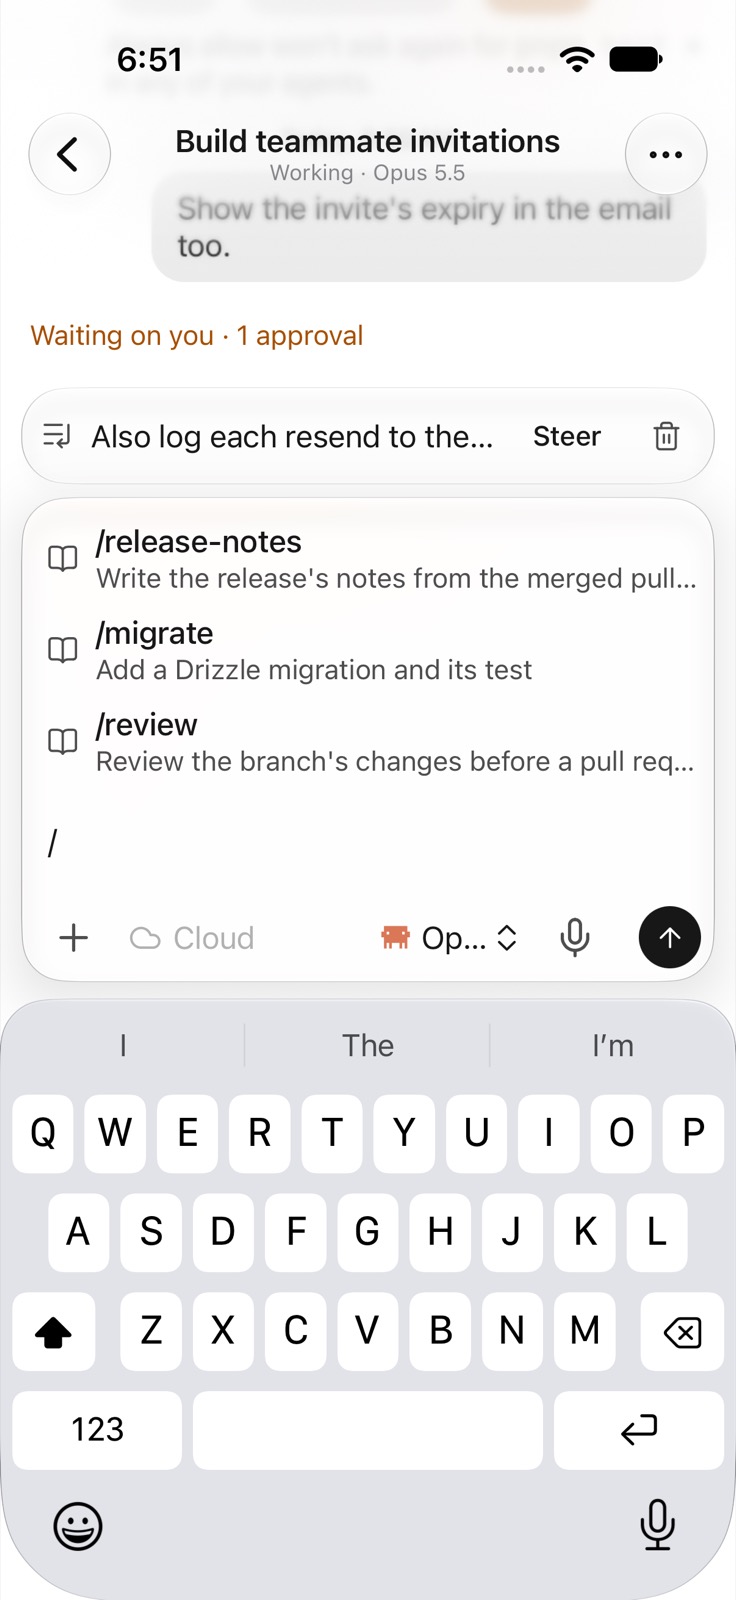 6:51
Build teammate invitations
Working · Opus 5.5
Show the invite's expiry in the email
too.
Waiting on you · 1 approval
Also log each resend to the... Steer
/release-notes
Write the release's notes from the merged pull...
/migrate
Add a Drizzle migration and its test
/review
Review the branch's changes before a pull req...
/
Cloud Op...
I The I'm
Q W E R T Y U I O P
A S D F G H J K L
Z X C V B N M
123